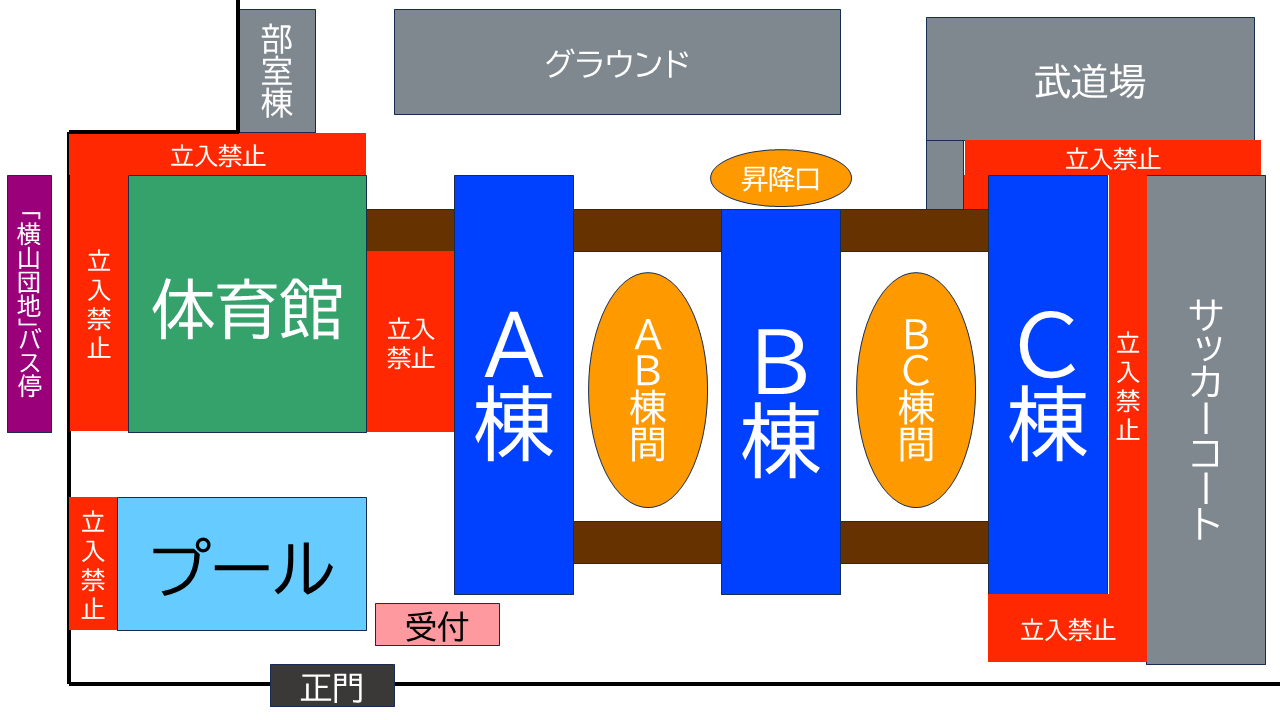 部室棟
グラウンド
武道場
立入禁止
立入禁止
昇降口
「横山団地」バス停
立入禁止
体育館
立入
禁止
A棟
AB棟間
B棟
BC棟間
C棟
立入禁止
サッカーコート
立入禁止
プール
受付
立入禁止
正門